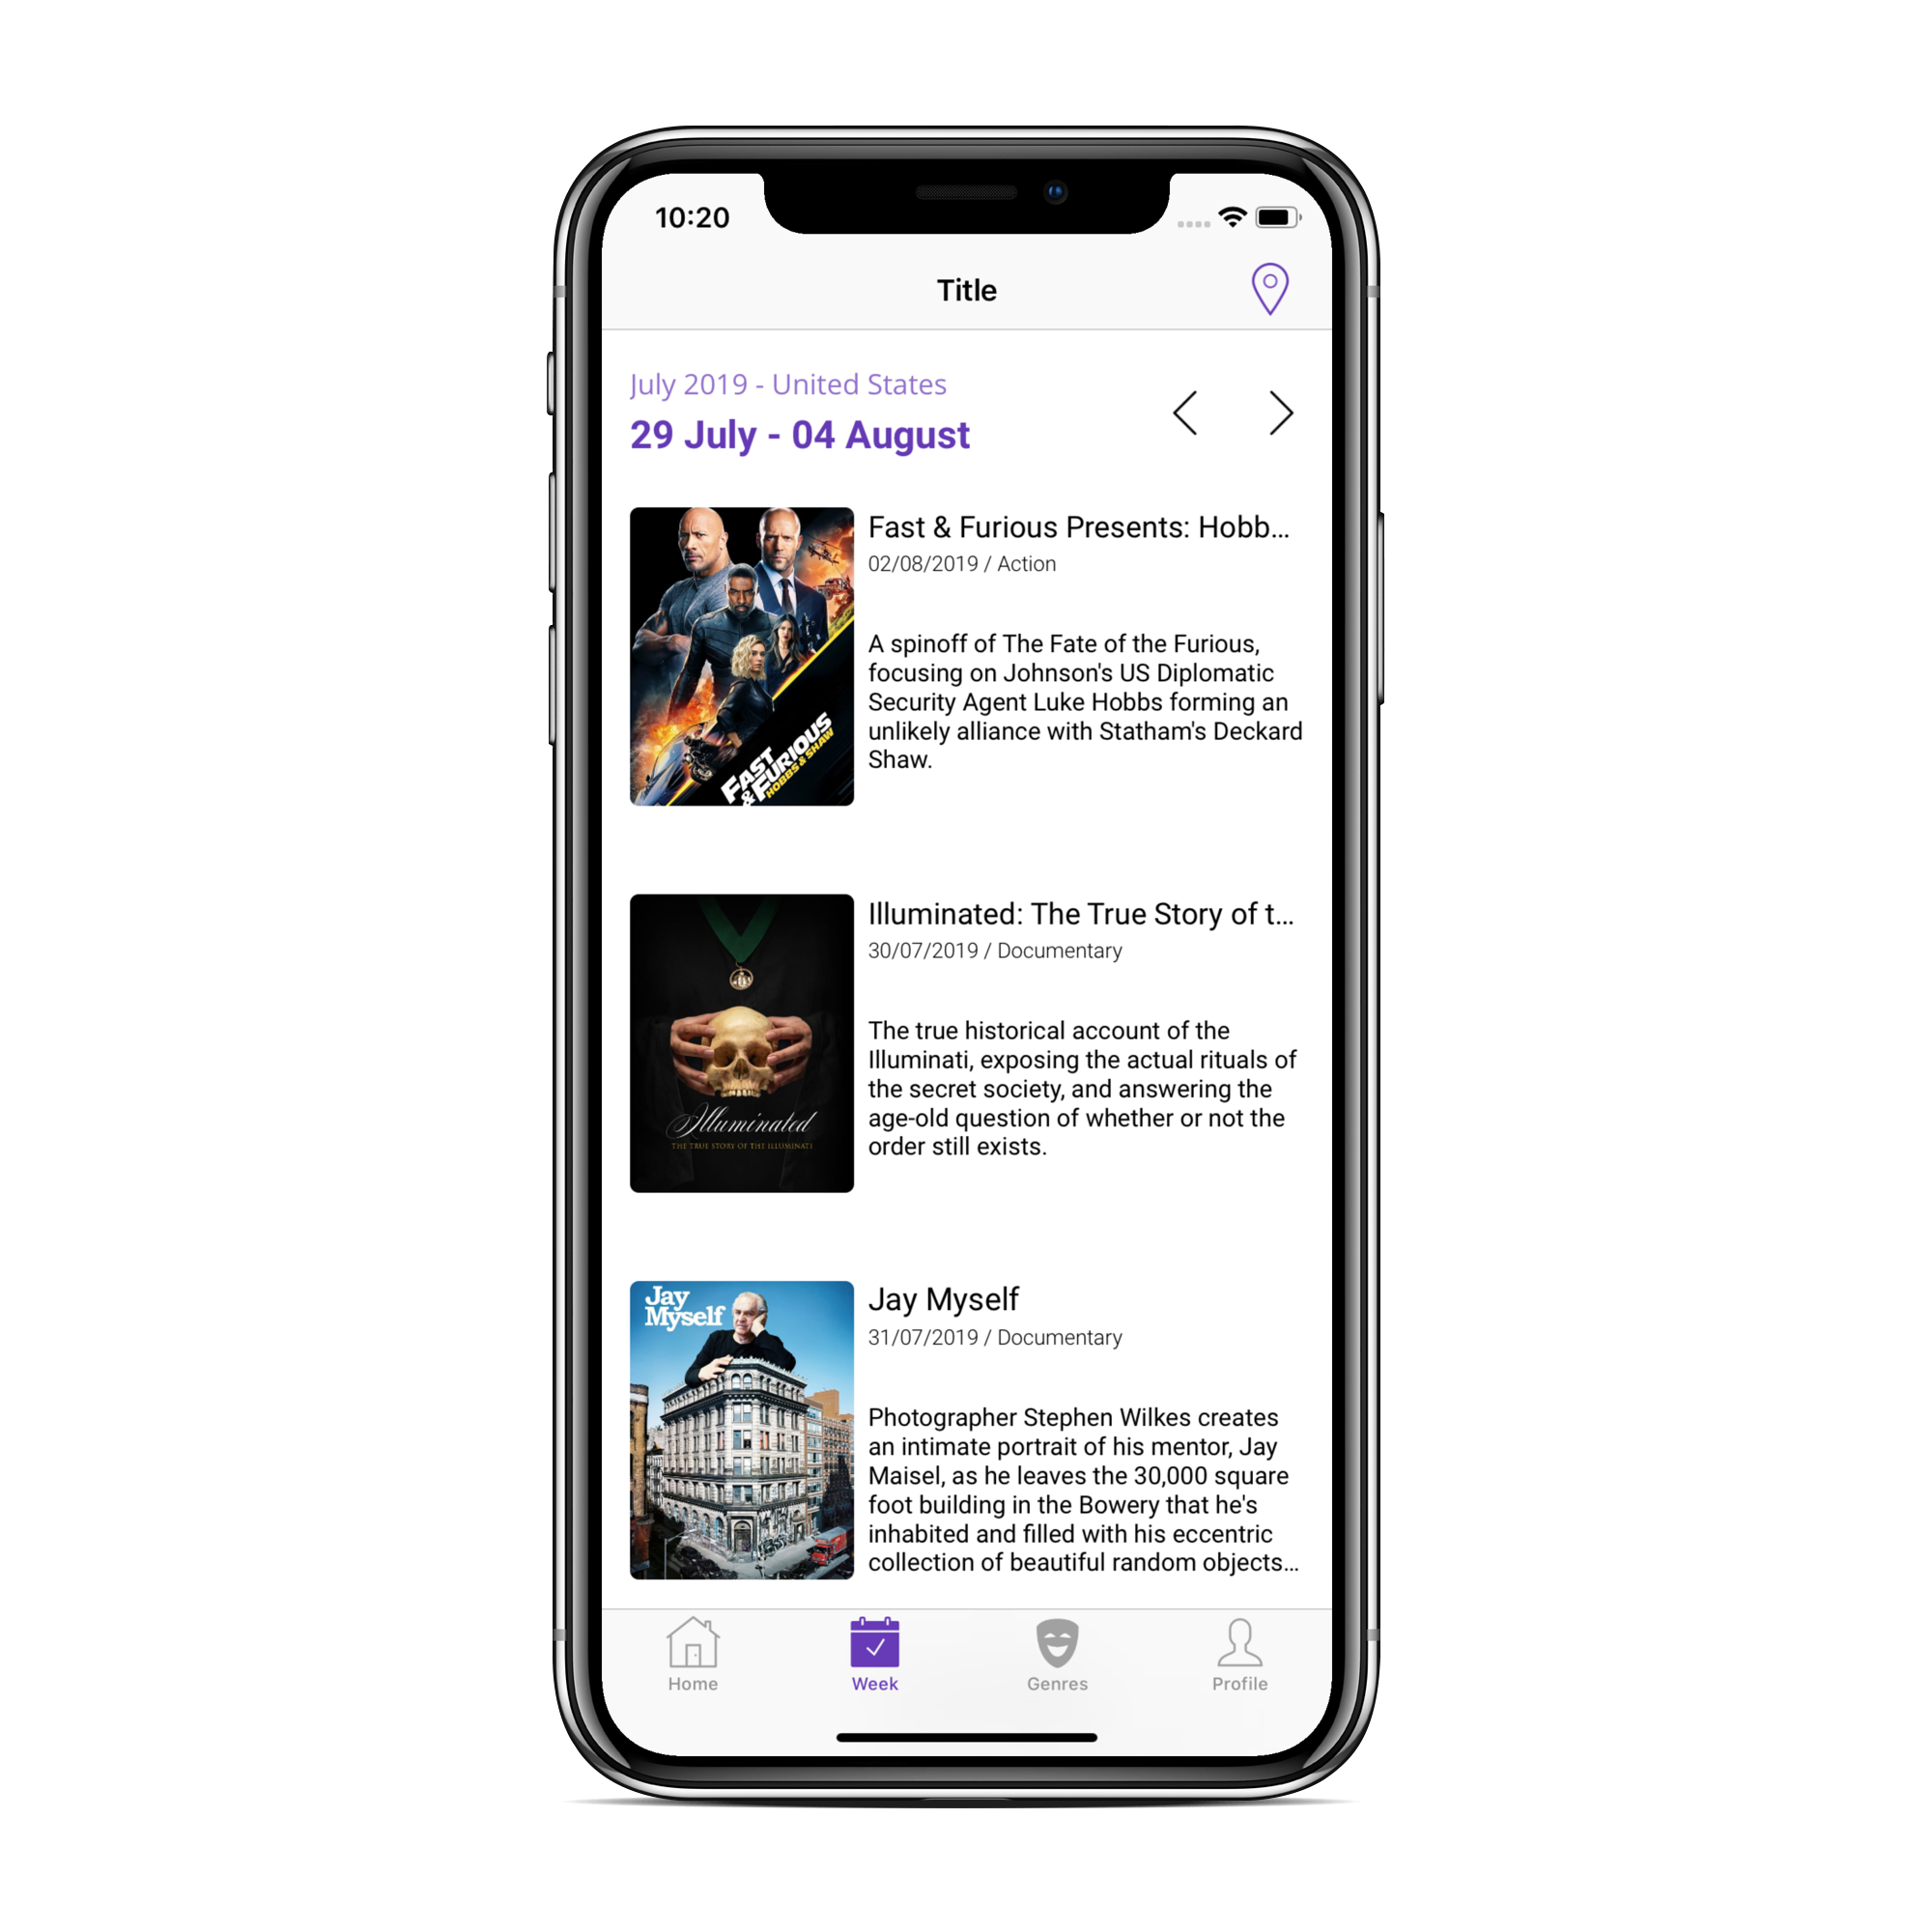 10:20
Title
July 2019 - United States
29 July - 04 August
Fast & Furious Presents: Hobb...
02/08/2019 / Action
A spinoff of The Fate of the Furious,
focusing on Johnson's US Diplomatic
Security Agent Luke Hobbs forming an
unlikely alliance with Statham's Deckard
Shaw.
FAST
& FURIOUS
HOBBS & SHAW
Illuminated: The True Story of t...
30/07/2019 / Documentary
The true historical account of the
Illuminati, exposing the actual rituals of
the secret society, and answering the
age-old question of whether or not the
order still exists.
Illuminated
THE TRUE STORY OF THE ILLUMINATI
Jay
Myself
Jay Myself
31/07/2019 / Documentary
Photographer Stephen Wilkes creates
an intimate portrait of his mentor, Jay
Maisel, as he leaves the 30,000 square
foot building in the Bowery that he's
inhabited and filled with his eccentric
collection of beautiful random objects...
Home
Week
Genres
Profile